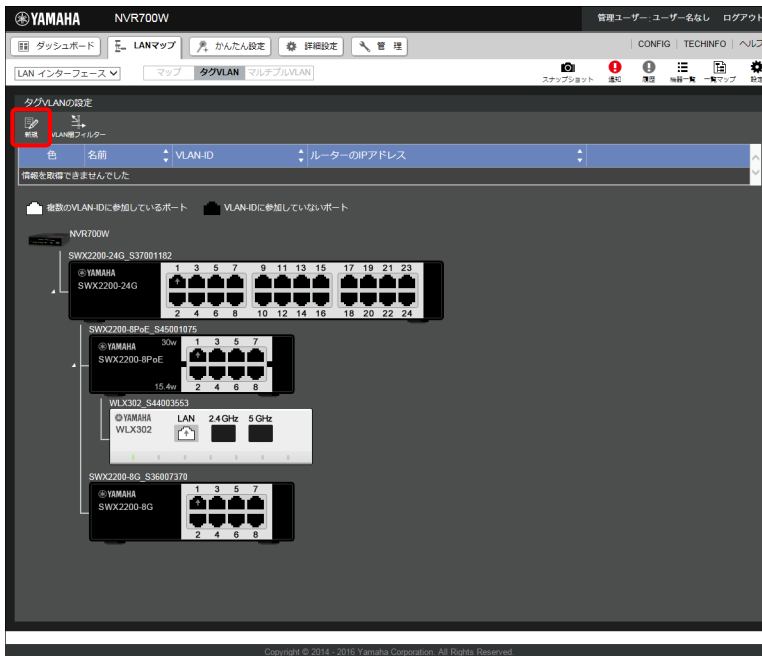 YAMAHA NVR700W 管理ユーザー:ユーザー名なし ログアウト
ダッシュボード LANマップ かんたん設定 詳細設定 管 理 CONFIG TECHINFO ヘルプ
LAN インターフェース マップ タグVLAN マルチプルVLAN スナップショット 通知 履歴 機器一覧 一覧マップ 設定
タグVLANの設定
新規 VLAN間フィルター
色 名前 VLAN-ID ルーターのIPアドレス
情報を取得できませんでした
複数のVLAN-IDに参加しているポート VLAN-IDに参加していないポート
NVR700W
SWX2200-24G_S37001182
1 3 5 7 9 11 13 15 17 19 21 23
YAMAHA
SWX2200-24G
2 4 6 8 10 12 14 16 18 20 22 24
SWX2200-8PoE_S45001075
30w 1 3 5 7
YAMAHA
SWX2200-8PoE
15.4w 2 4 6 8
WLX302_S44003553
YAMAHA LAN 2.4 GHz 5 GHz
WLX302
SWX2200-8G_S36007370
1 3 5 7
YAMAHA
SWX2200-8G
2 4 6 8
Copyright © 2014 - 2016 Yamaha Corporation. All Rights Reserved.